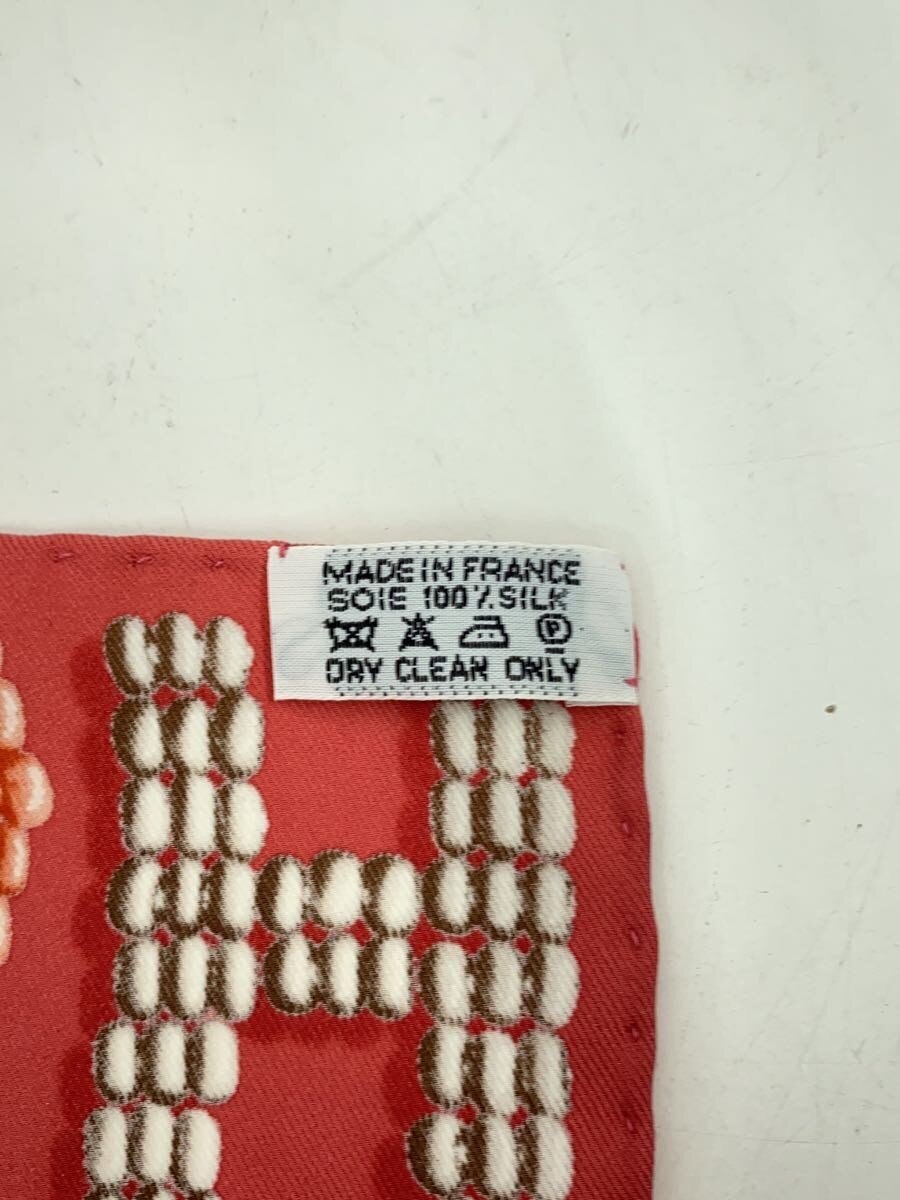 MADE IN FRANCE
SOIE 100% SILK
P
DRY CLEAN ONLY
H